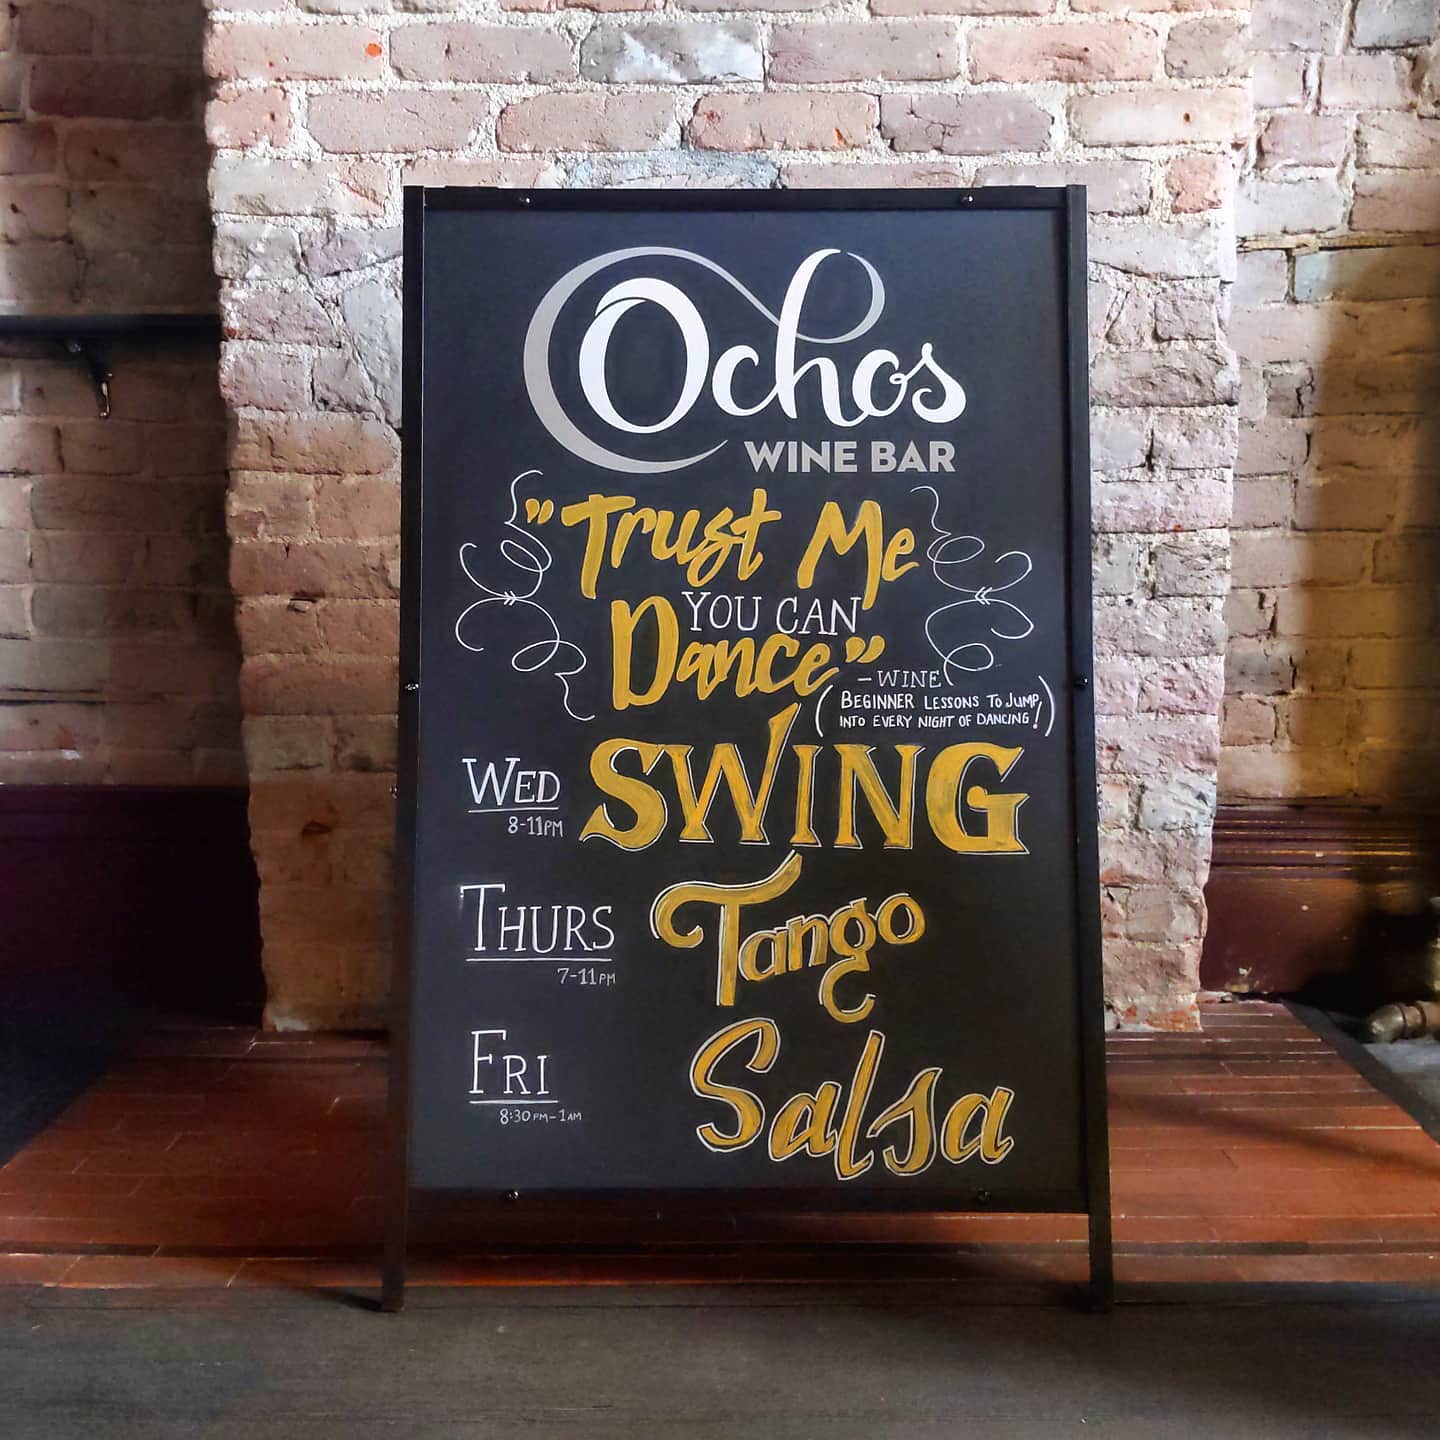 Ochos
WINE BAR
"Trust Me
YOU CAN
Dance"
- WINE
(BEGINNER LESSONS TO JUMP
INTO EVERY NIGHT OF DANCING!)
WED SWING
8-11PM
THURS Tango
7-11PM
FRI Salsa
8:30PM-1AM